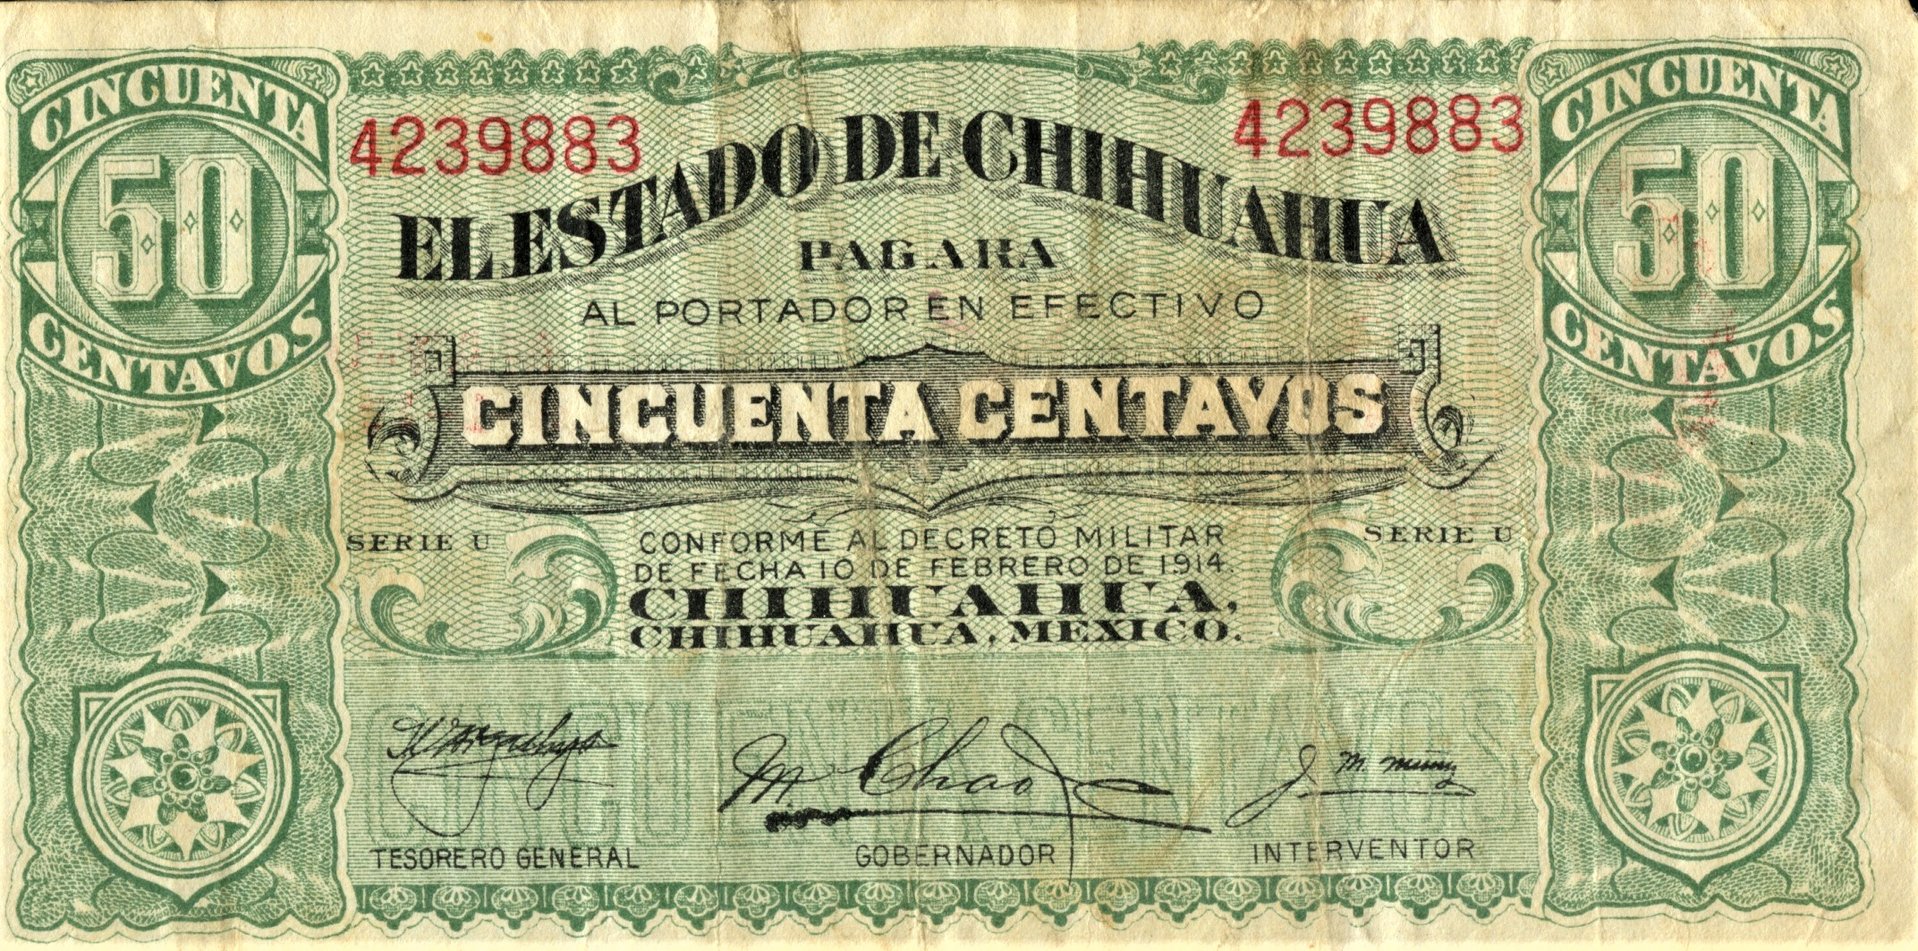 CINCUENTA
50
CENTAVOS
4239883
4239883
CINCUENTA
50
CENTAVOS
EL ESTADO DE CHIHUAHUA
PAGARA
AL PORTADOR EN EFECTIVO
CINCUENTA CENTAVOS
SERIE U
SERIE U
CONFORME AL DECRETO MILITAR
DE FECHA 10 DE FEBRERO DE 1914.
CHIHUAHUA,
CHIHUAHUA, MEXICO.
M Chao
J. M. Muñiz
TESORERO GENERAL
GOBERNADOR
INTERVENTOR